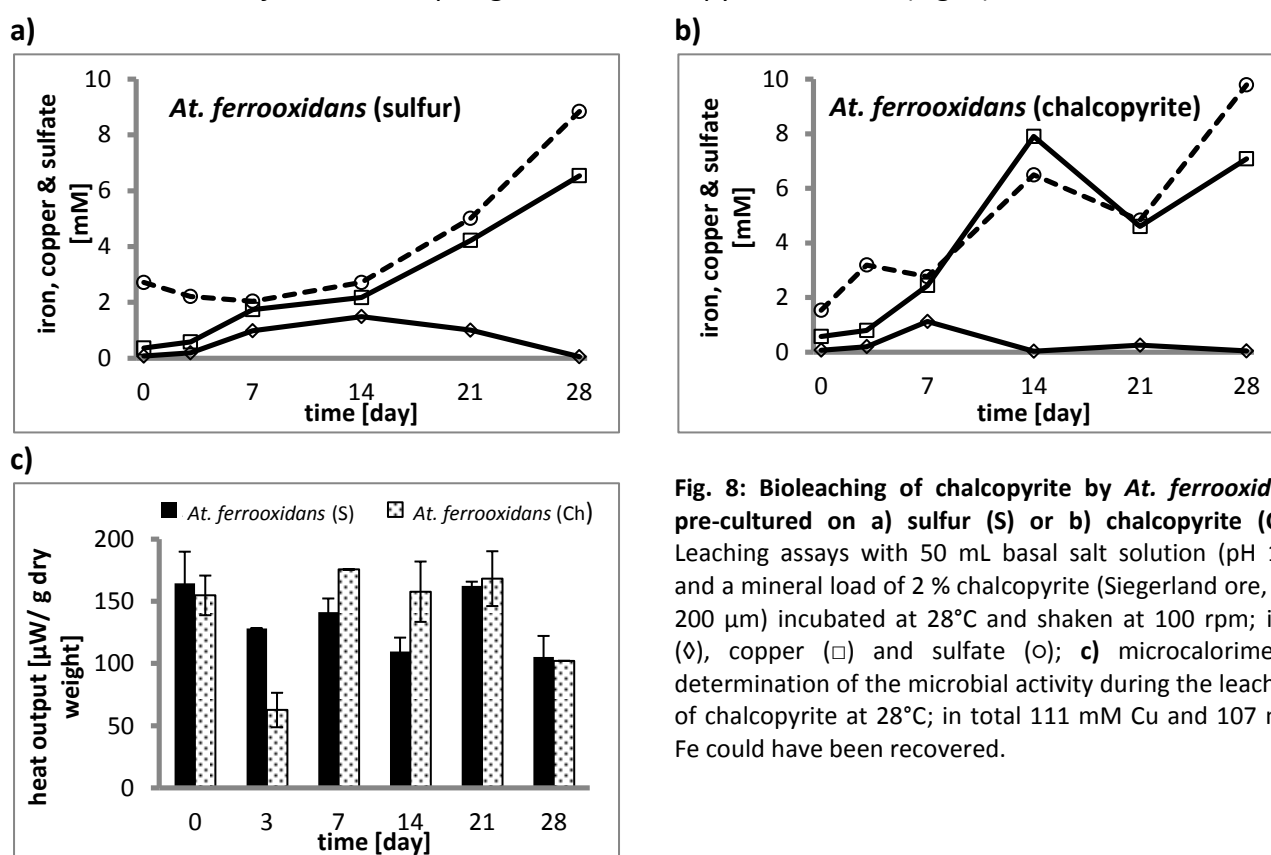 a)
10
8
6
4
2
0
iron, copper & sulfate
[mM]
At. ferrooxidans (sulfur)
0 7 14 21 28
time [day]
b)
10
8
6
4
2
0
iron, copper & sulfate
[mM]
At. ferrooxidans (chalcopyrite)
0 7 14 21 28
time [day]
c)
At. ferrooxidans (S) At. ferrooxidans (Ch)
200
150
100
50
0
heat output [µW/ g dry
weight]
0 3 7 14 21 28
time [day]
Fig. 8: Bioleaching of chalcopyrite by At. ferrooxid
pre-cultured on a) sulfur (S) or b) chalcopyrite (
Leaching assays with 50 mL basal salt solution (pH 1
and a mineral load of 2 % chalcopyrite (Siegerland ore,
200 µm) incubated at 28°C and shaken at 100 rpm; i
(◊), copper (□) and sulfate (○); c) microcalorime
determination of the microbial activity during the leach
of chalcopyrite at 28°C; in total 111 mM Cu and 107
Fe could have been recovered.